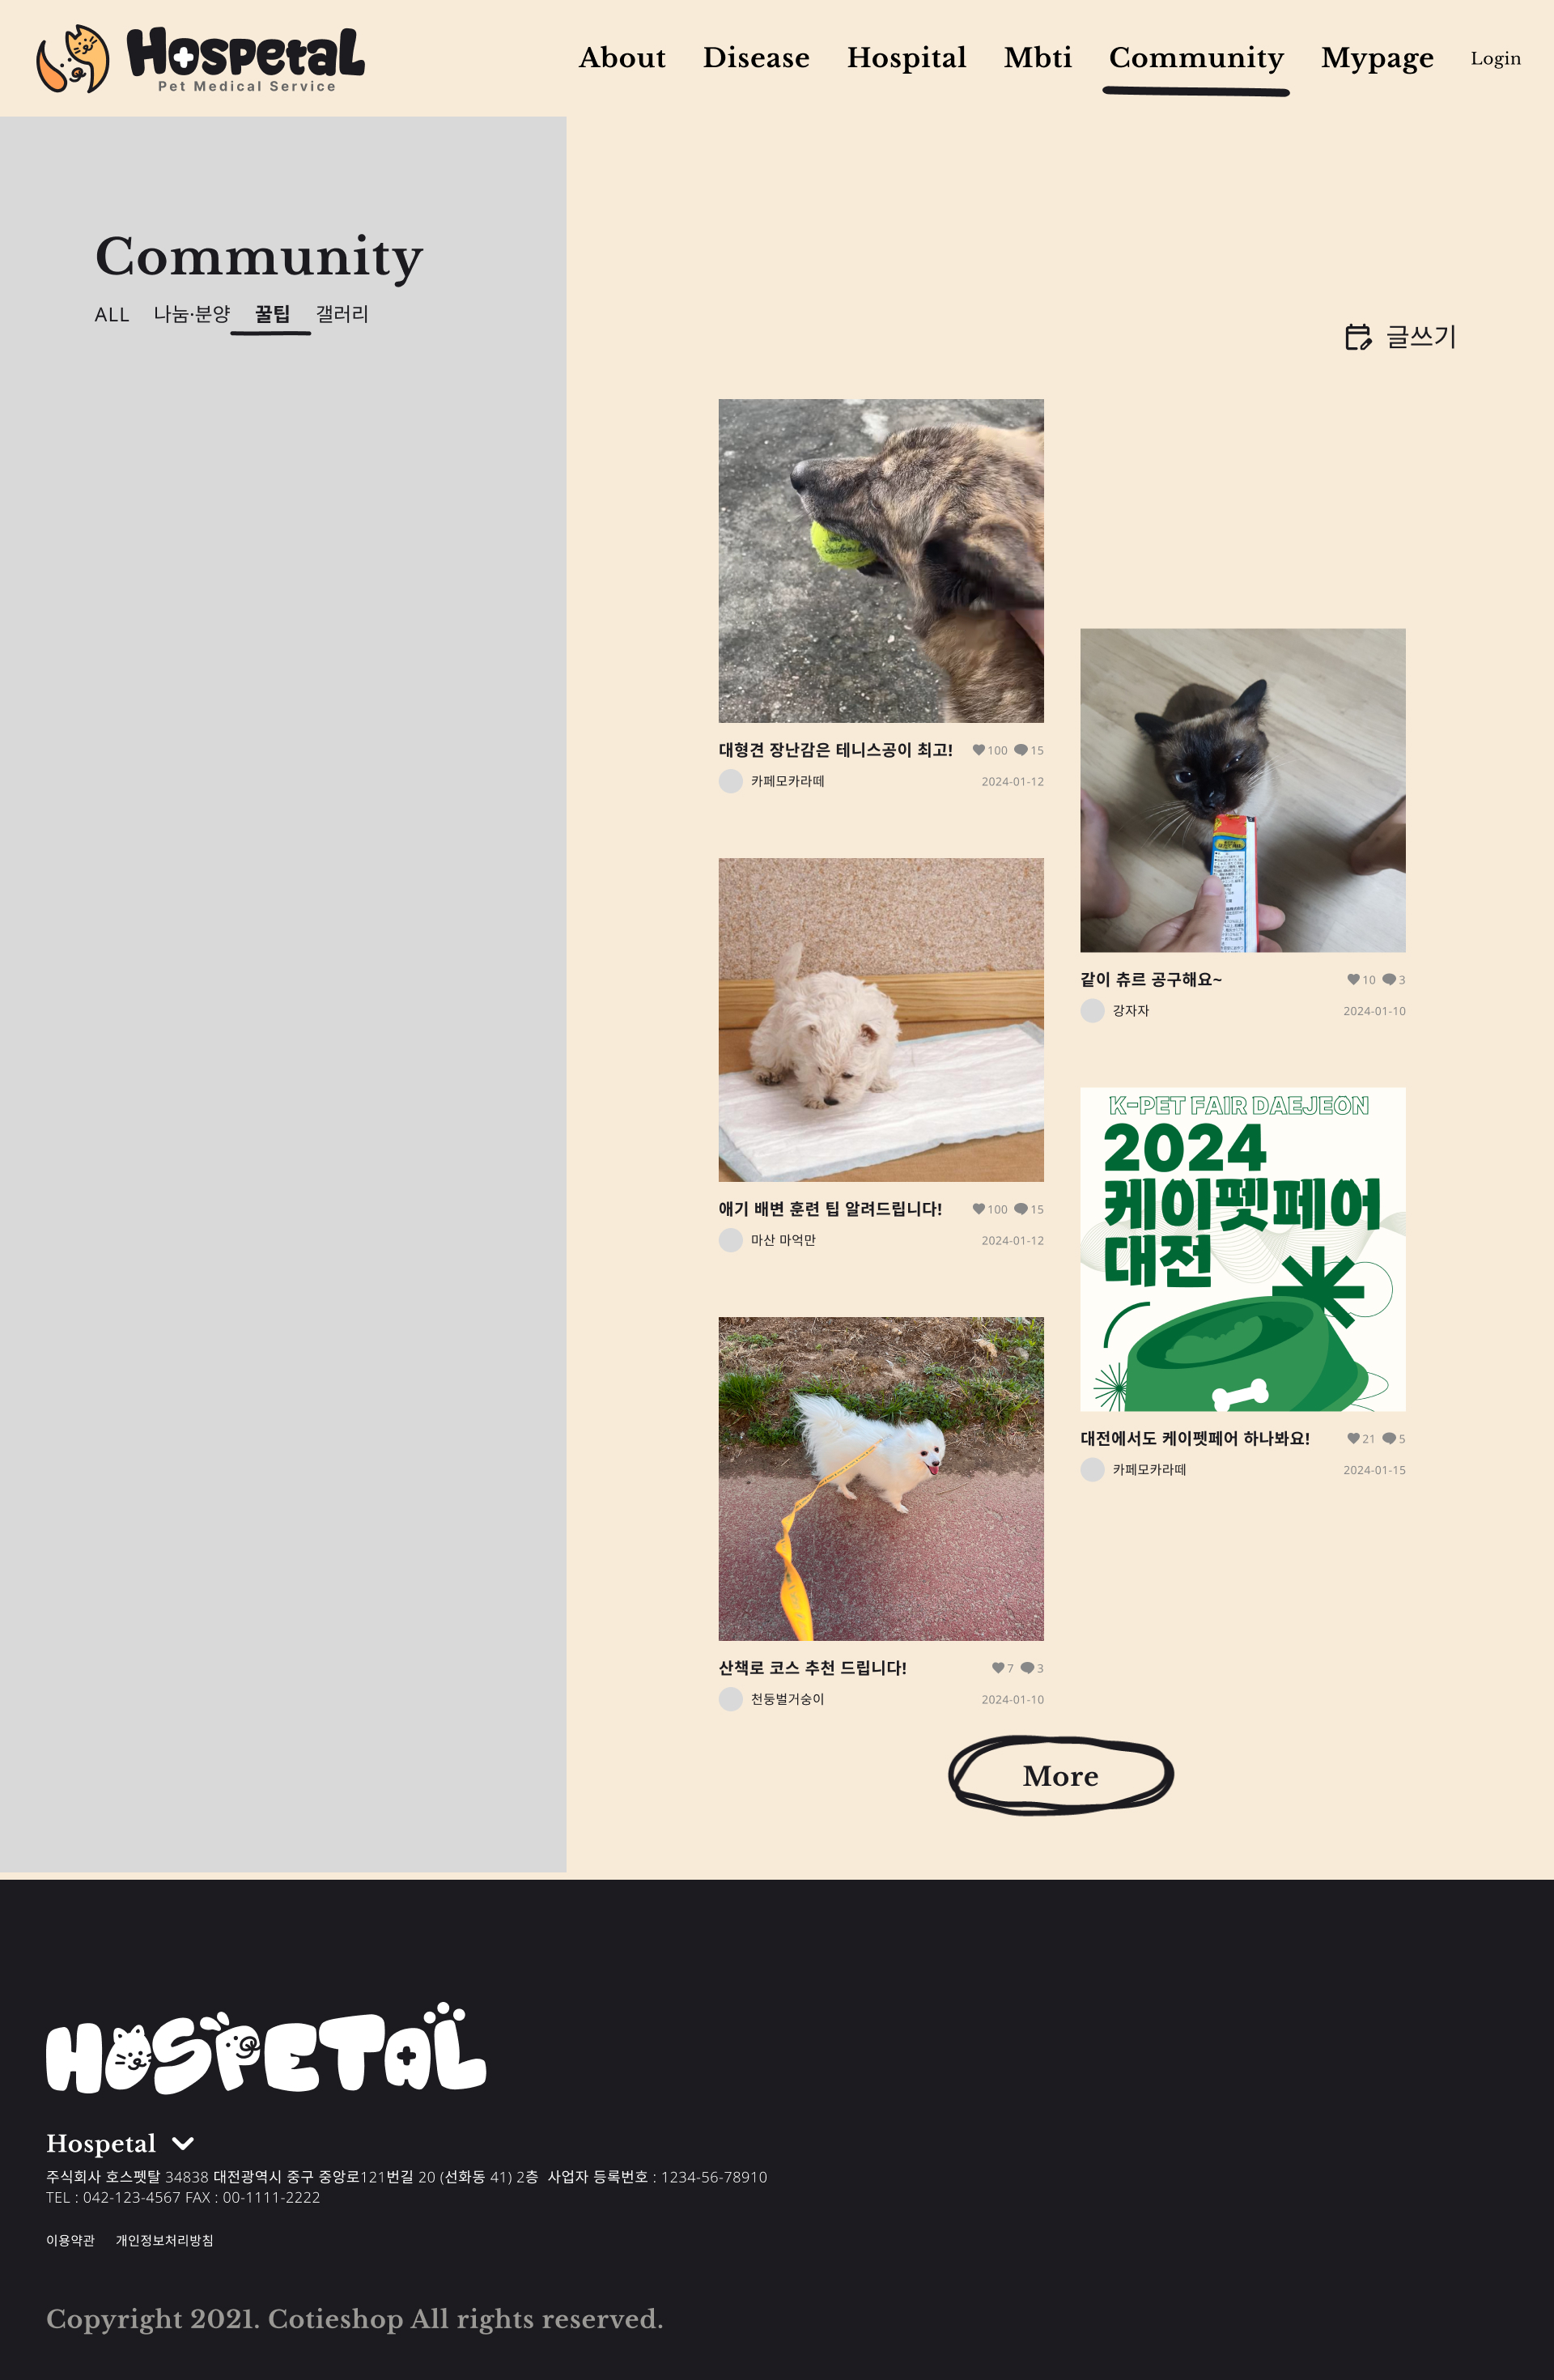 Hospetal
Pet Medical Service
About Disease Hospital Mbti Community Mypage Login
Community
ALL 나눔·분양 꿀팁 갤러리
글쓰기
대형견 장난감은 테니스공이 최고! 100 15
카페모카라떼 2024-01-12
같이 츄르 공구해요~ 10 3
강자자 2024-01-10
애기 배변 훈련 팁 알려드립니다! 100 15
마산 마억만 2024-01-12
K-PET FAIR DAEJEON
2024
케이펫페어
대전
대전에서도 케이펫페어 하나봐요! 21 5
카페모카라떼 2024-01-15
산책로 코스 추천 드립니다! 7 3
천둥벌거숭이 2024-01-10
More
HOSPETAL
Hospetal
주식회사 호스펫탈 34838 대전광역시 중구 중앙로121번길 20 (선화동 41) 2층 사업자 등록번호 : 1234-56-78910
TEL : 042-123-4567 FAX : 00-1111-2222
이용약관 개인정보처리방침
Copyright 2021. Cotieshop All rights reserved.